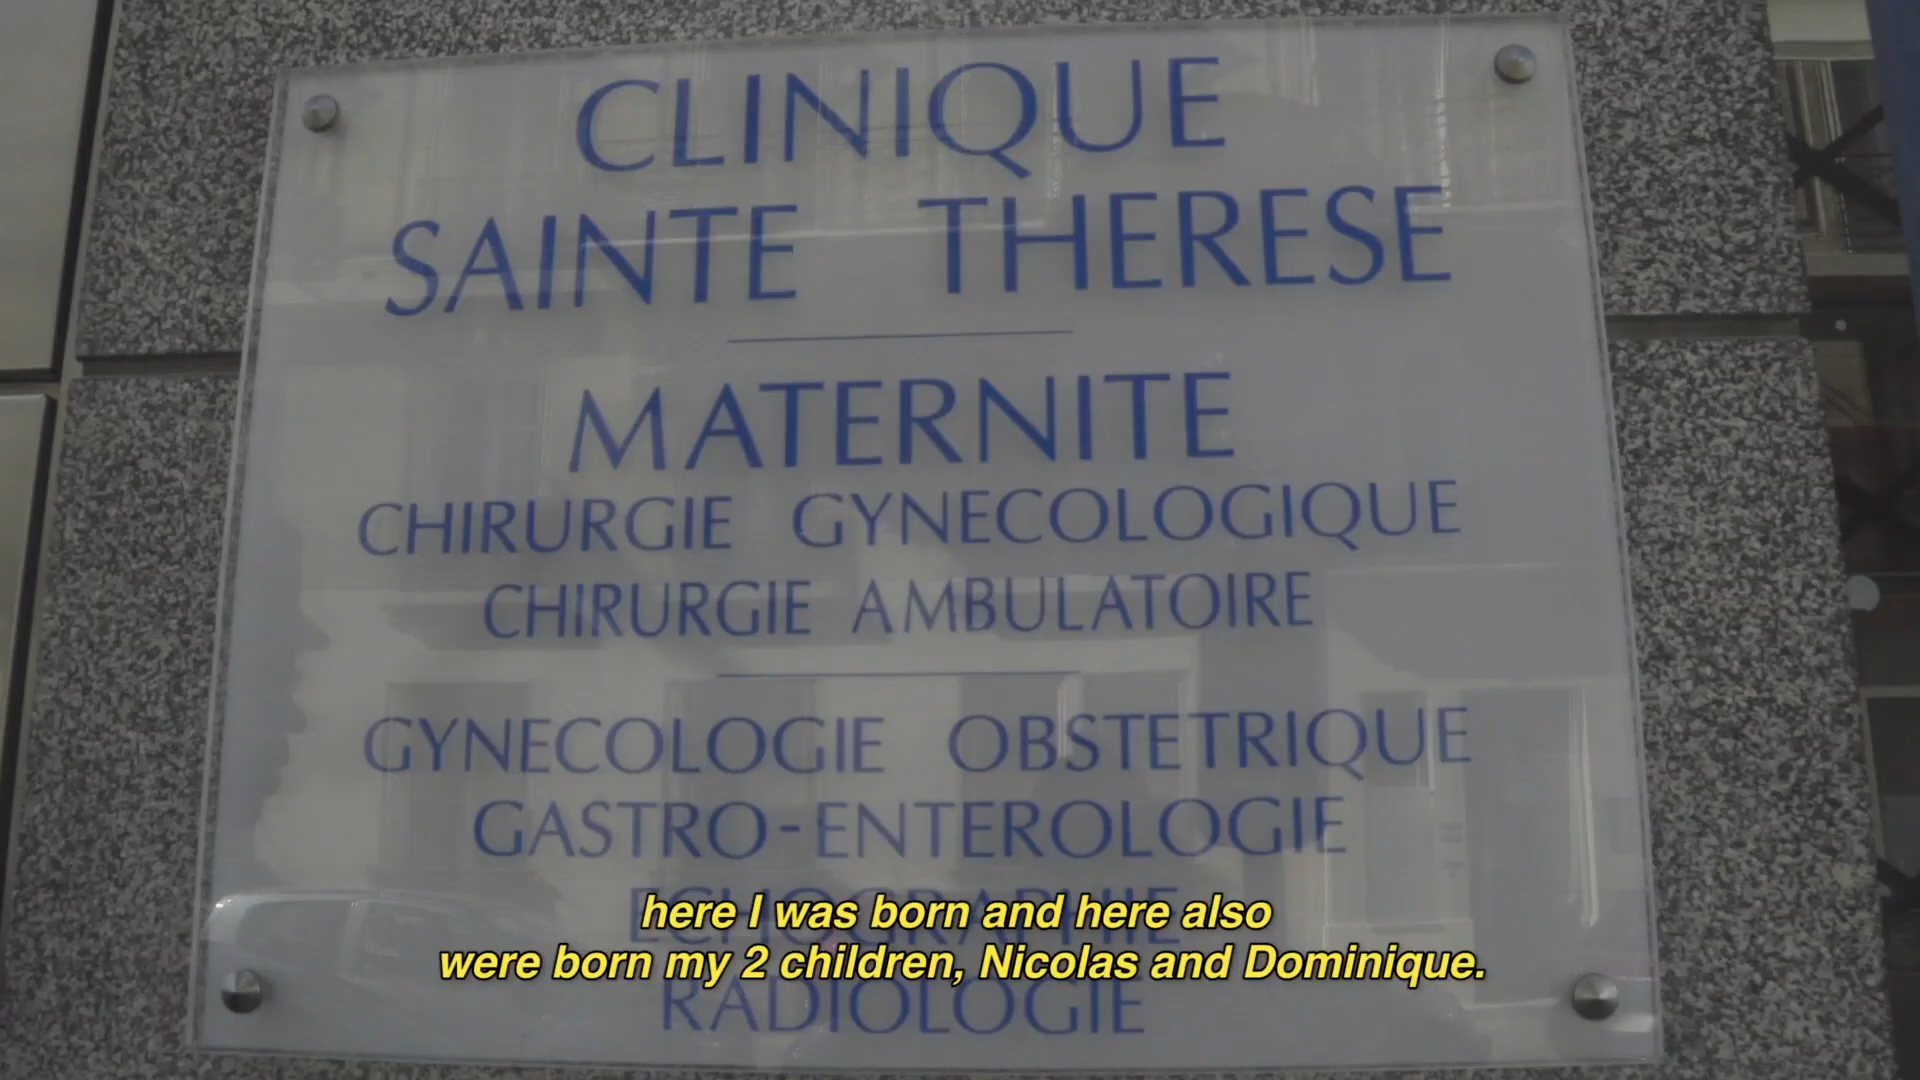 CLINIQUE
SAINTE THERESE
MATERNITE
CHIRURGIE GYNECOLOGIQUE
CHIRURGIE AMBULATOIRE
GYNECOLOGIE OBSTETRIQUE
GASTRO-ENTEROLOGIE
ECHOGRAPHIE
here I was born and here also
were born my 2 children, Nicolas and Dominique.
RADIOLOGIE